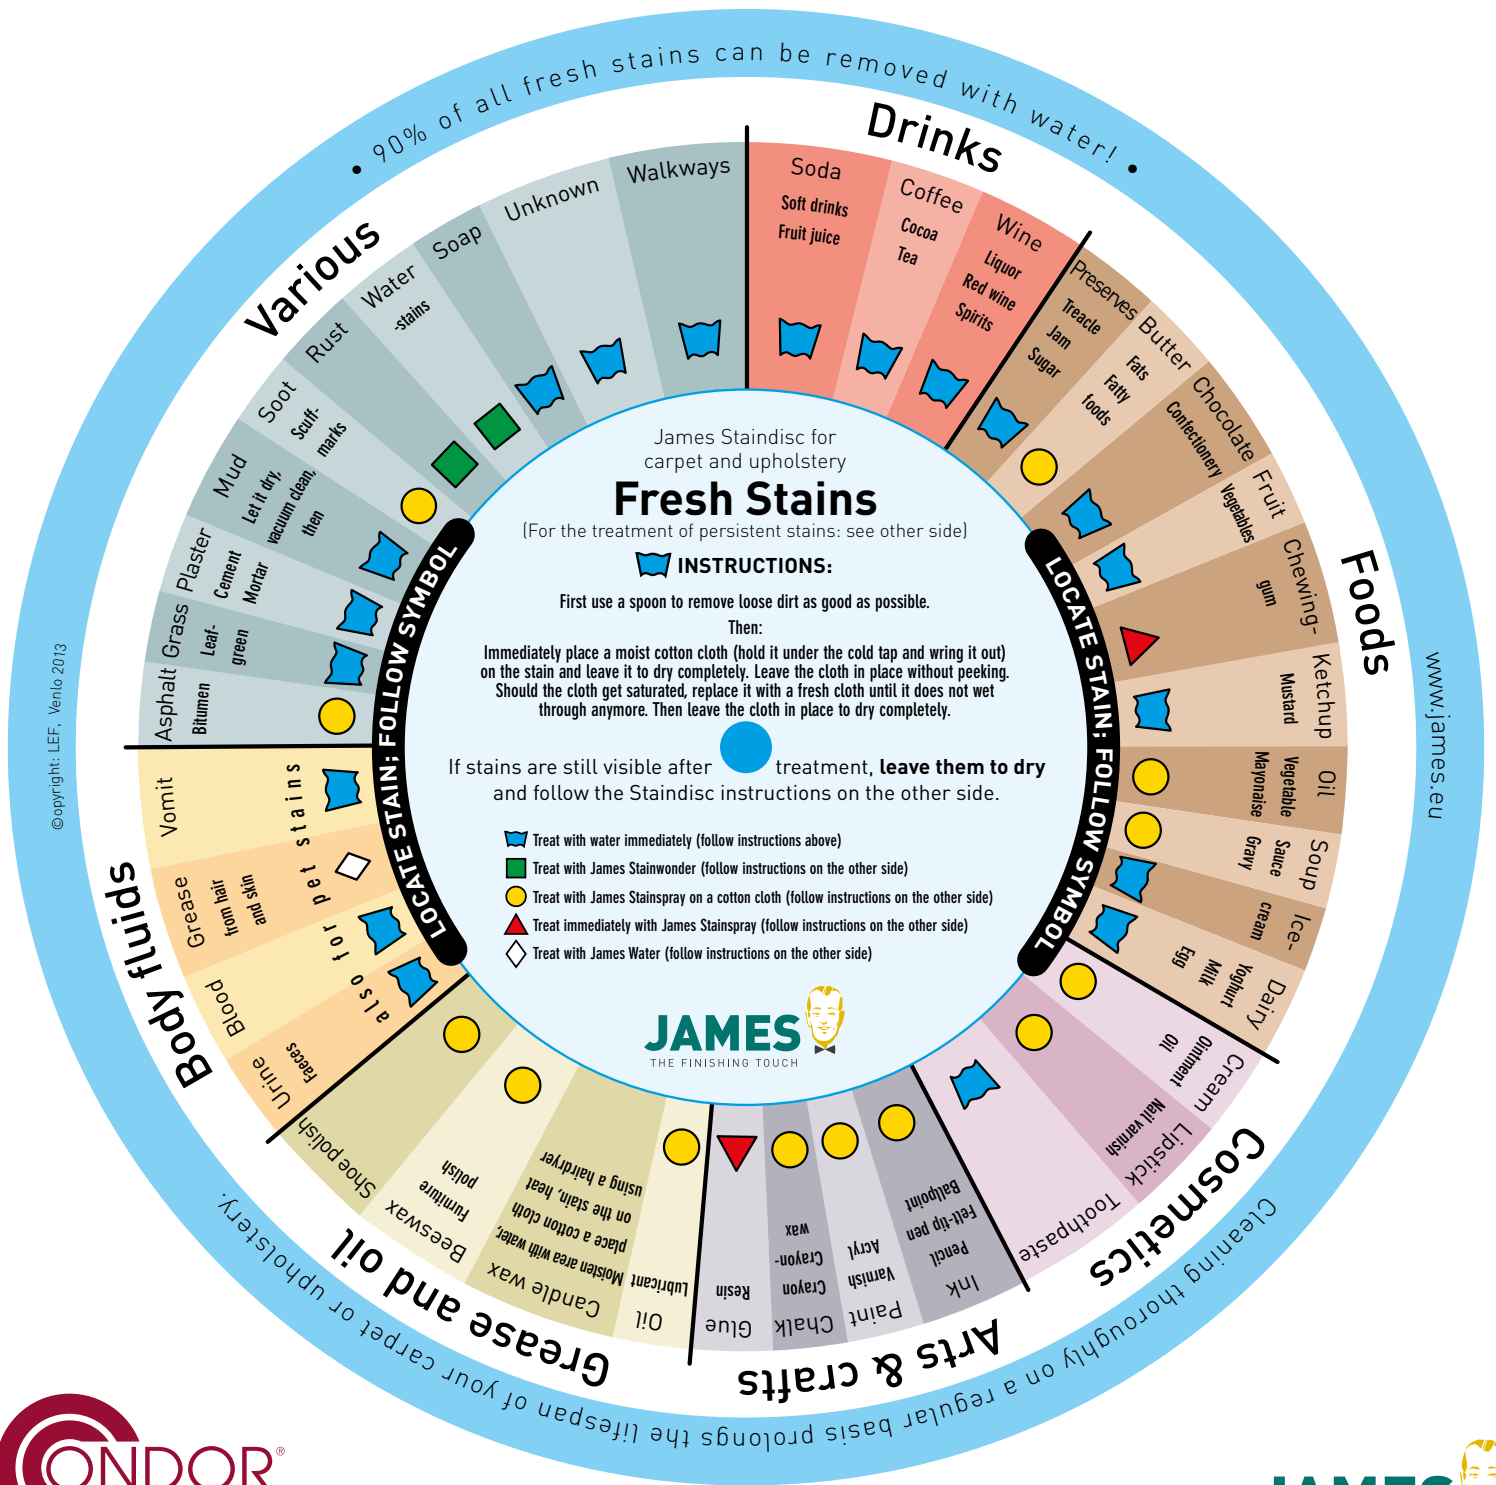 • 90% of all fresh stains can be removed with water! •
Drinks
Soda
Soft drinks
Fruit juice
Coffee
Cocoa
Tea
Wine
Liquor
Red wine
Spirits
Foods
Preserves
Treacle
Jam
Sugar
Butter
Fats
Fatty
foods
Chocolate
Confectionery
Fruit
Vegetables
Chewing-
gum
Ketchup
Mustard
Oil
Vegetable
Mayonaise
Soup
Sauce
Gravy
Ice-
cream
Dairy
Yoghurt
Milk
Egg
Cosmetics
Cream
Ointment
Oil
Lipstick
Nail varnish
Toothpaste
Arts & crafts
Ink
Pencil
Felt-tip pen
Ballpoint
Paint
Varnish
Acryl
Chalk
Crayon
Crayon-
wax
Glue
Resin
Grease and oil
Oil
Lubricant
Candle wax
Moisten area with water,
place a cotton cloth
on the stain, heat
using a hairdryer
Beeswax
Furniture
polish
Shoe polish
Body fluids
Urine
Faeces
Blood
Grease
from hair
and skin
Vomit
also for pet stains
Various
Asphalt
Bitumen
Grass
Leaf-
green
Plaster
Cement
Mortar
Mud
Let it dry,
vacuum clean,
then
Soot
Scuff-
marks
Rust
Water
-stains
Soap
Unknown
Walkways
James Staindisc for
carpet and upholstery
Fresh Stains
(For the treatment of persistent stains: see other side)
INSTRUCTIONS:
First use a spoon to remove loose dirt as good as possible.
Then:
Immediately place a moist cotton cloth (hold it under the cold tap and wring it out)
on the stain and leave it to dry completely. Leave the cloth in place without peeking.
Should the cloth get saturated, replace it with a fresh cloth until it does not wet
through anymore. Then leave the cloth in place to dry completely.
If stains are still visible after treatment, leave them to dry
and follow the Staindisc instructions on the other side.
Treat with water immediately (follow instructions above)
Treat with James Stainwonder (follow instructions on the other side)
Treat with James Stainspray on a cotton cloth (follow instructions on the other side)
Treat immediately with James Stainspray (follow instructions on the other side)
Treat with James Water (follow instructions on the other side)
JAMES
THE FINISHING TOUCH
LOCATE STAIN; FOLLOW SYMBOL
LOCATE STAIN; FOLLOW SYMBOL
www.james.eu
Cleaning thoroughly on a regular basis prolongs the lifespan of your carpet or upholstery.
©opyright: LEF, Venlo 2013
CONDOR®
JAMES